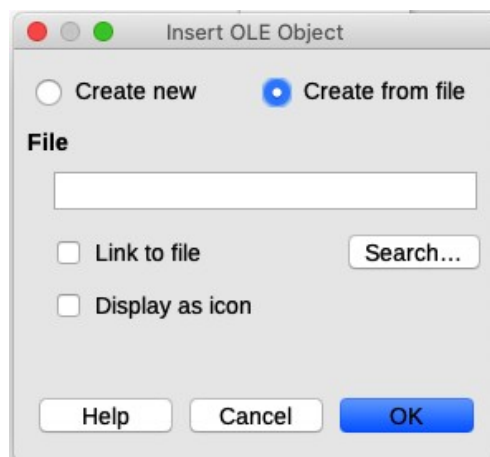 Insert OLE Object
Create new Create from file
File
Link to file Search...
Display as icon
Help Cancel OK